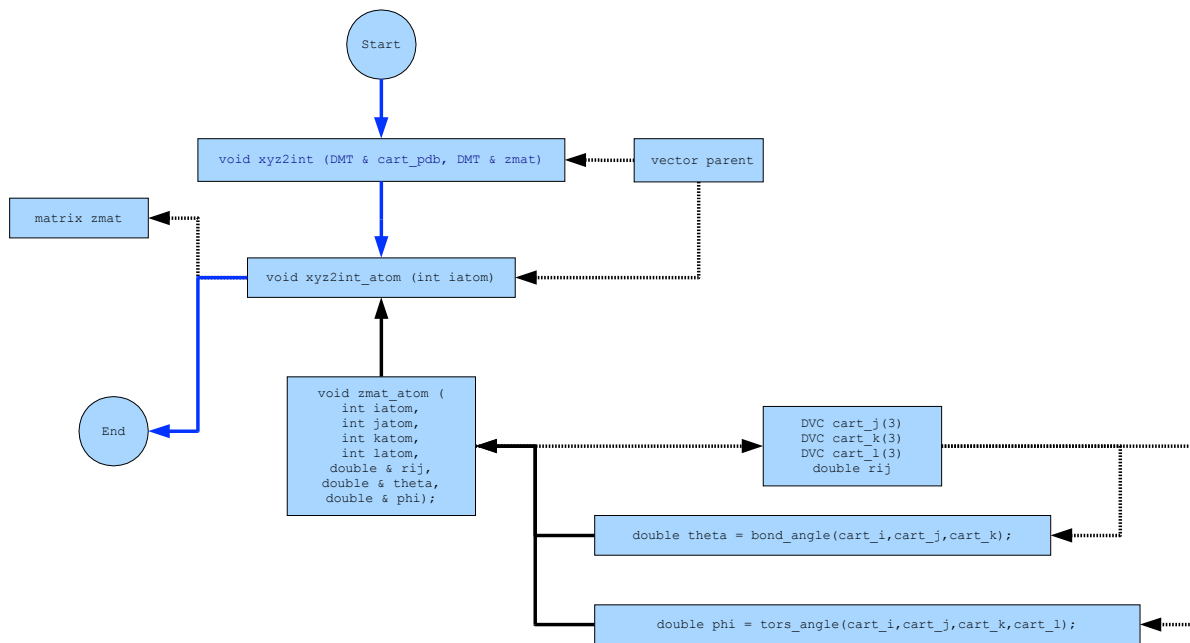 Start
void xyz2int (DMT & cart_pdb, DMT & zmat)
vector parent
matrix zmat
void xyz2int_atom (int iatom)
void zmat_atom (
int iatom,
int jatom,
int katom,
int latom,
double & rij,
double & theta,
double & phi);
End
DVC cart_j(3)
DVC cart_k(3)
DVC cart_l(3)
double rij
double theta = bond_angle(cart_i,cart_j,cart_k);
double phi = tors_angle(cart_i,cart_j,cart_k,cart_l);